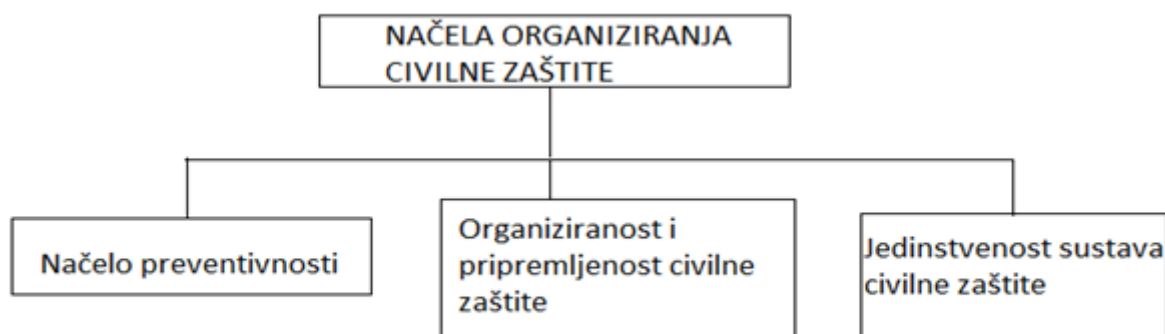 NAČELA ORGANIZIRANJA
CIVILNE ZAŠTITE
Načelo preventivnosti
Organiziranost i
pripremljenost civilne
zaštite
Jedinstvenost sustava
civilne zaštite